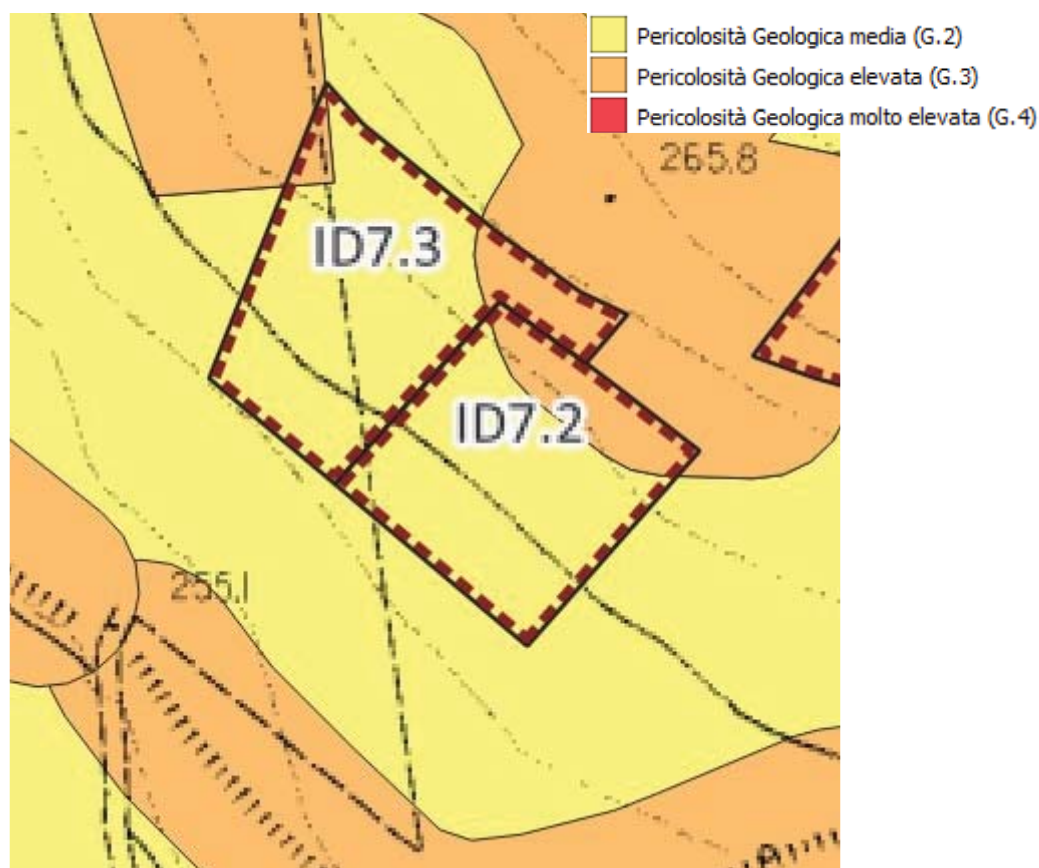 Pericolosità Geologica media (G.2)
Pericolosità Geologica elevata (G.3)
Pericolosità Geologica molto elevata (G.4)
265.8
ID7.3
ID7.2
255.1